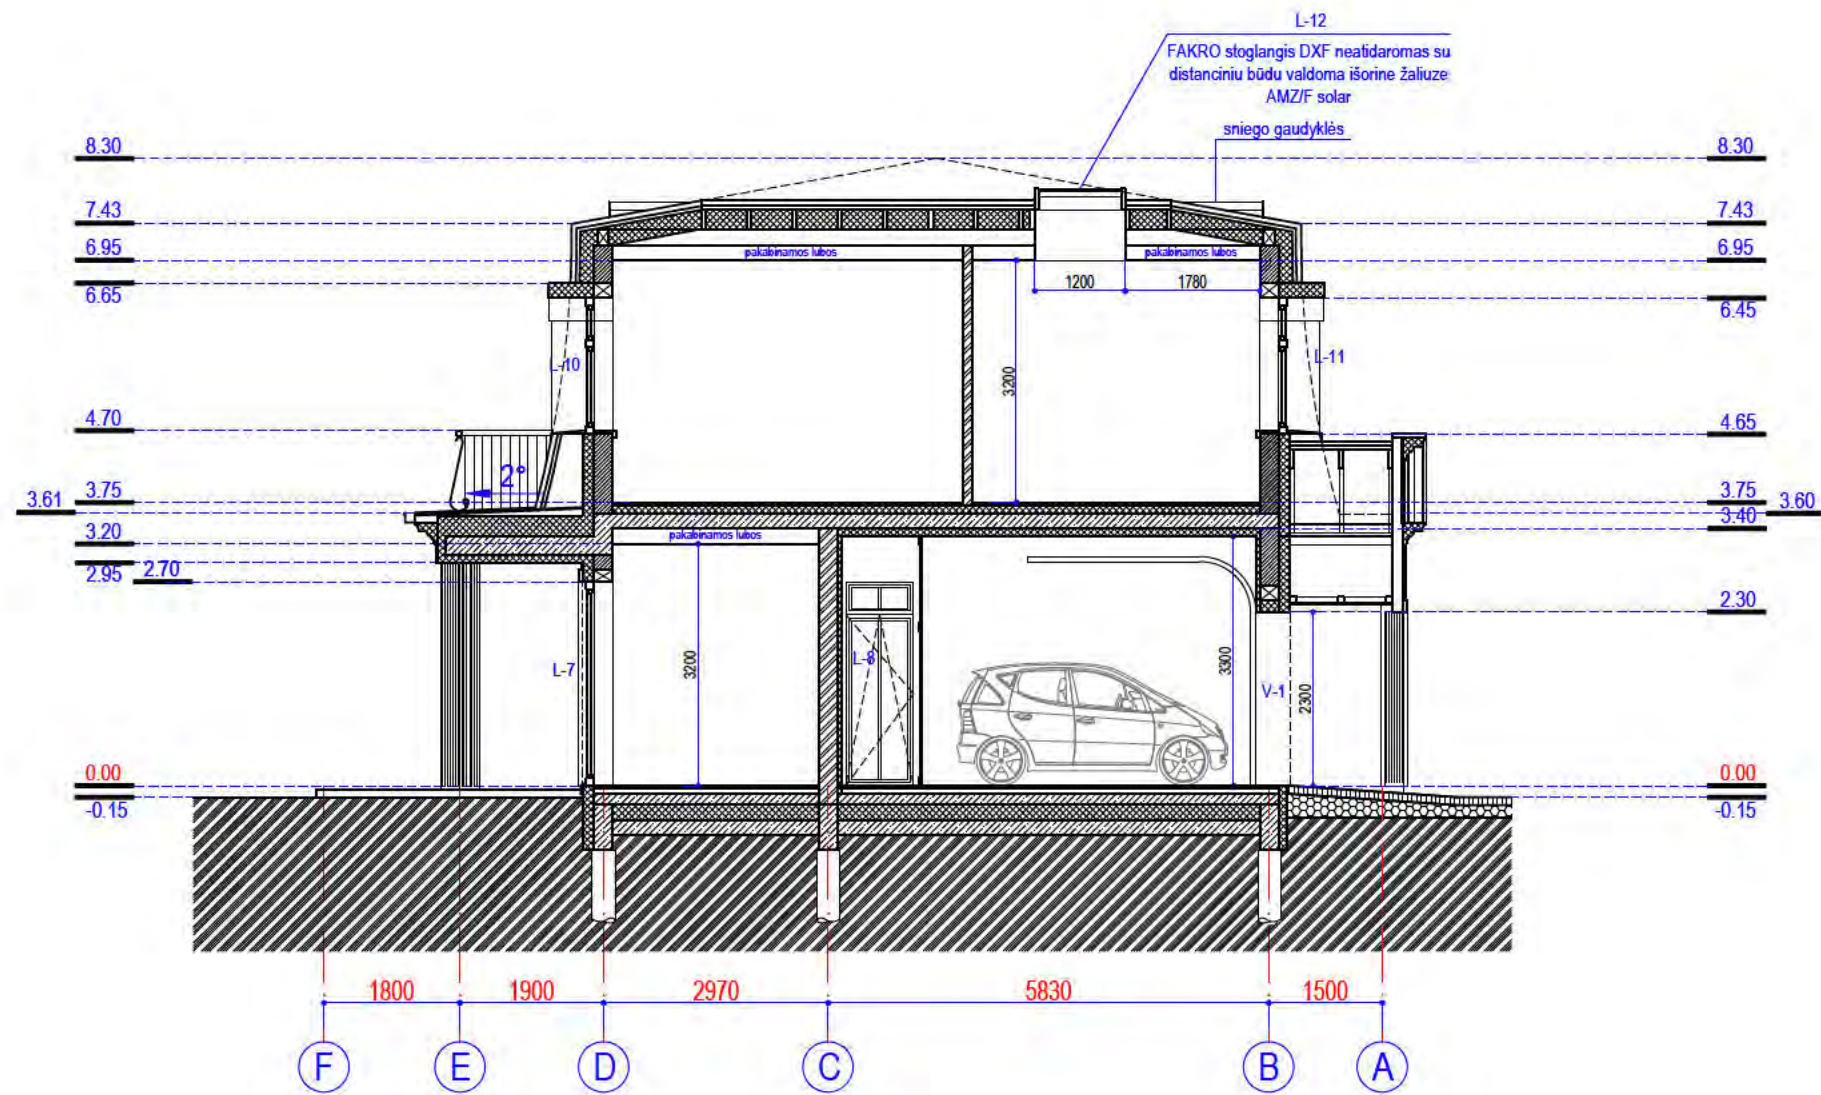 L-12
FAKRO stoglangis DXF neatidaromas su
distanciniu būdu valdoma išorine žaliuze
AMZ/F solar
sniego gaudyklės
8.30
8.30
7.43
7.43
6.95
6.95
pakabinamos lubos
pakabinamos lubos
6.65
1200
1780
6.45
L-10
L-11
3200
4.70
4.65
2°
3.61
3.75
3.75
3.60
3.40
3.20
pakabinamos lubos
2.95
2.70
2.30
L-7
3200
L-8
3300
V-1
2300
0.00
0.00
-0.15
-0.15
1800
1900
2970
5830
1500
F
E
D
C
B
A